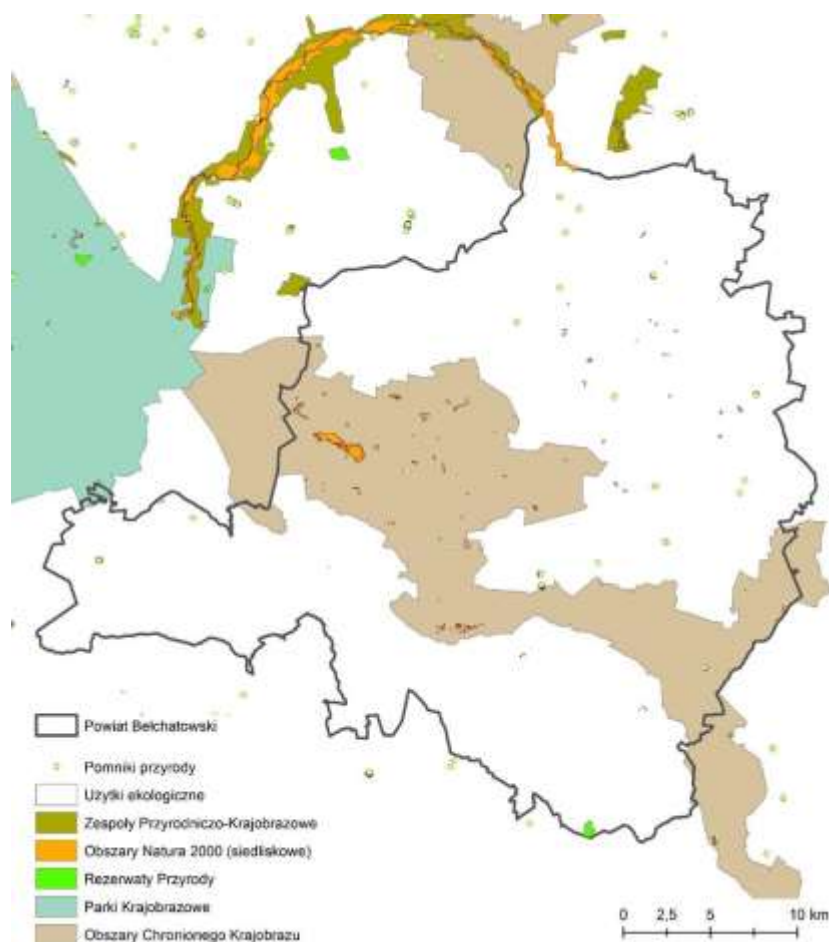 Powiat Bełchatowski
Pomniki przyrody
Użytki ekologiczne
Zespoły Przyrodniczo-Krajobrazowe
Obszary Natura 2000 (siedliskowe)
Rezerwaty Przyrody
Parki Krajobrazowe
Obszary Chronionego Krajobrazu
0 2,5 5 10 km